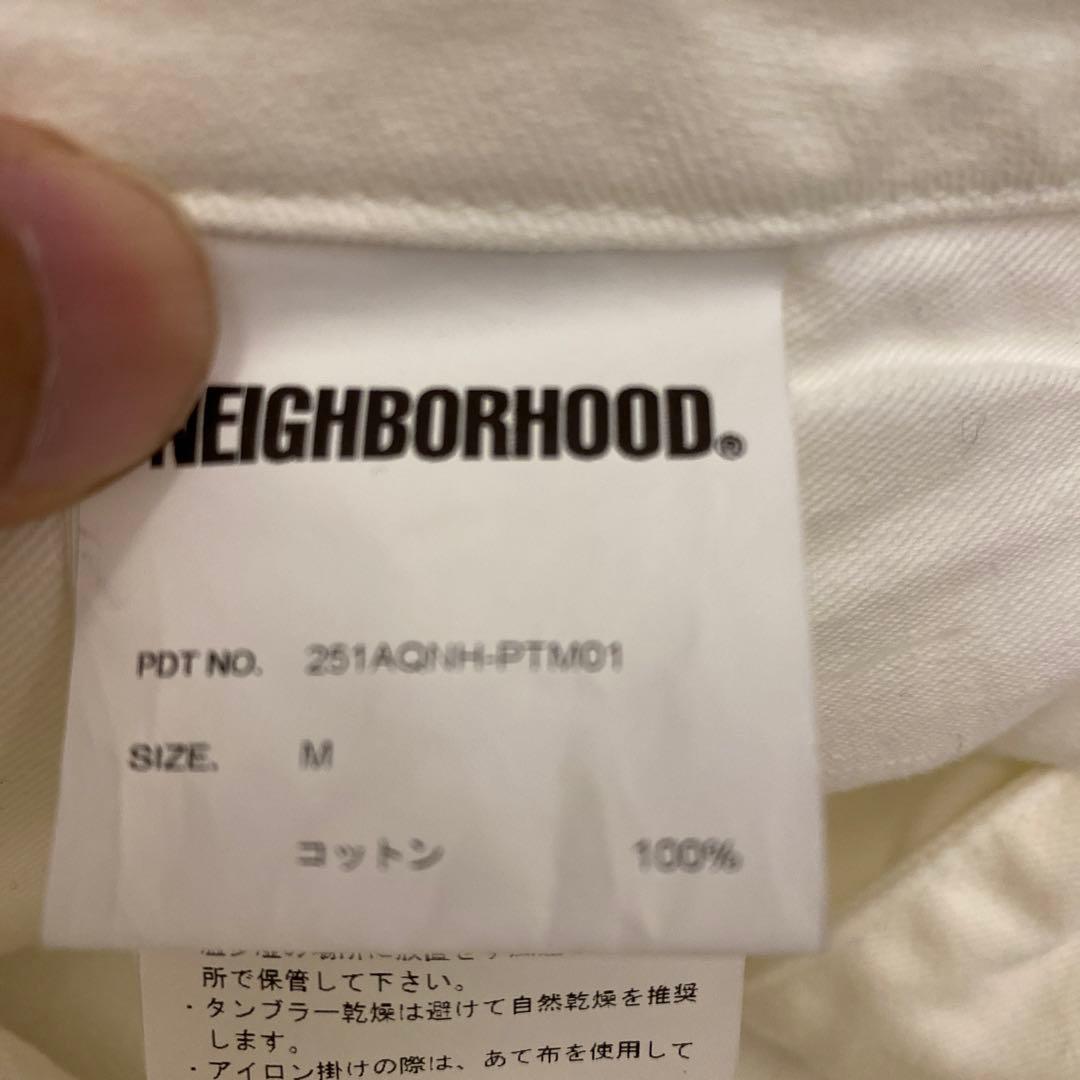 NEIGHBORHOOD®
PDT NO. 251AQNH-PTM01
SIZE. M
コットン 100%
所で保管して下さい。
・タンブラー乾燥は避けて自然乾燥を推奨
します。
・アイロン掛けの際は、あて布を使用して